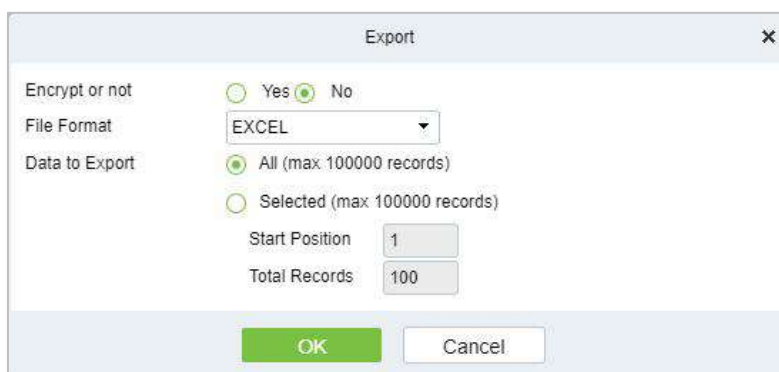 Export
Encrypt or not Yes No
File Format EXCEL
Data to Export All (max 100000 records)
Selected (max 100000 records)
Start Position 1
Total Records 100
OK Cancel